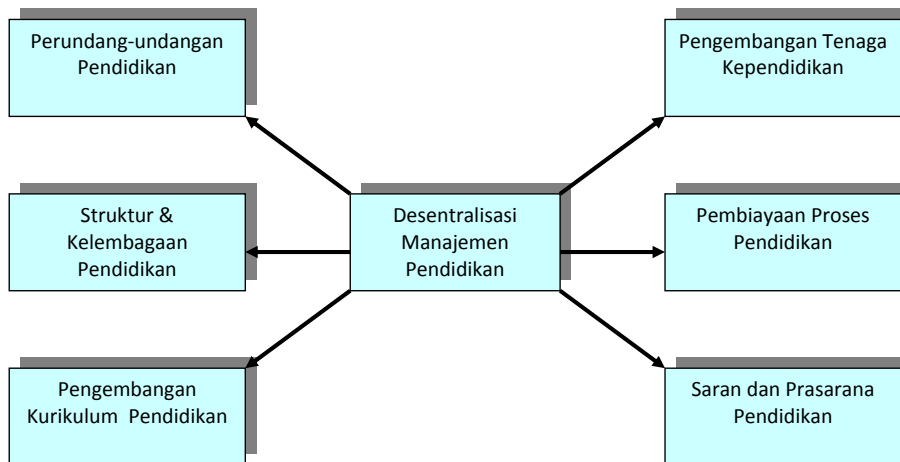 Perundang-undangan
Pendidikan
Pengembangan Tenaga
Kependidikan
Struktur &
Kelembagaan
Pendidikan
Desentralisasi
Manajemen
Pendidikan
Pembiayaan Proses
Pendidikan
Pengembangan
Kurikulum  Pendidikan
Saran dan Prasarana
Pendidikan